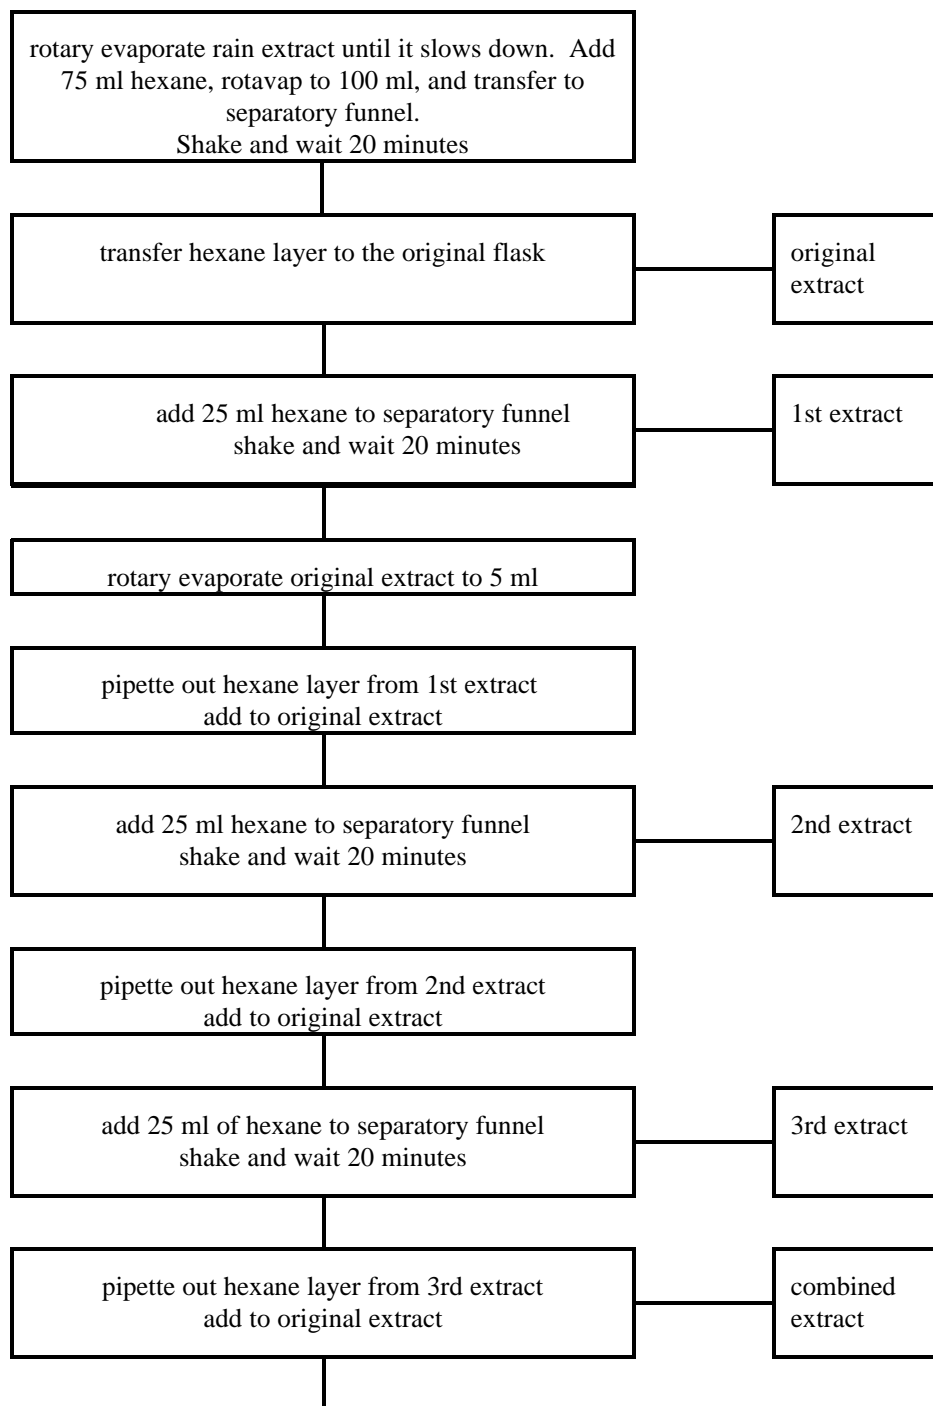 rotary evaporate rain extract until it slows down.  Add
75 ml hexane, rotavap to 100 ml, and transfer to
separatory funnel.
Shake and wait 20 minutes
transfer hexane layer to the original flask
original
extract
add 25 ml hexane to separatory funnel
shake and wait 20 minutes
1st extract
rotary evaporate original extract to 5 ml
pipette out hexane layer from 1st extract
add to original extract
add 25 ml hexane to separatory funnel
shake and wait 20 minutes
2nd extract
pipette out hexane layer from 2nd extract
add to original extract
add 25 ml of hexane to separatory funnel
shake and wait 20 minutes
3rd extract
pipette out hexane layer from 3rd extract
add to original extract
combined
extract